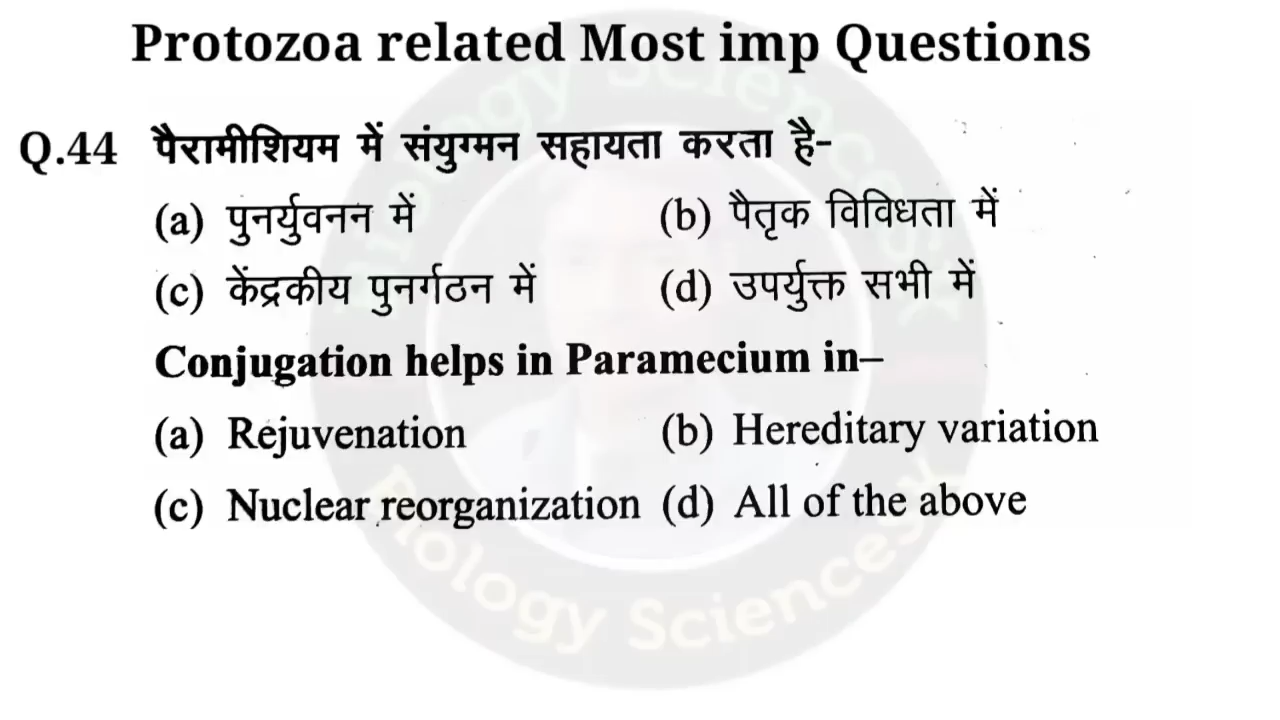 Protozoa related Most imp Questions
Q.44 पैरामीशियम में संयुग्मन सहायता करता है-
(a) पुनर्युवनन में (b) पैतृक विविधता में
(c) केंद्रकीय पुनर्गठन में (d) उपर्युक्त सभी में
Conjugation helps in Paramecium in–
(a) Rejuvenation (b) Hereditary variation
(c) Nuclear reorganization (d) All of the above